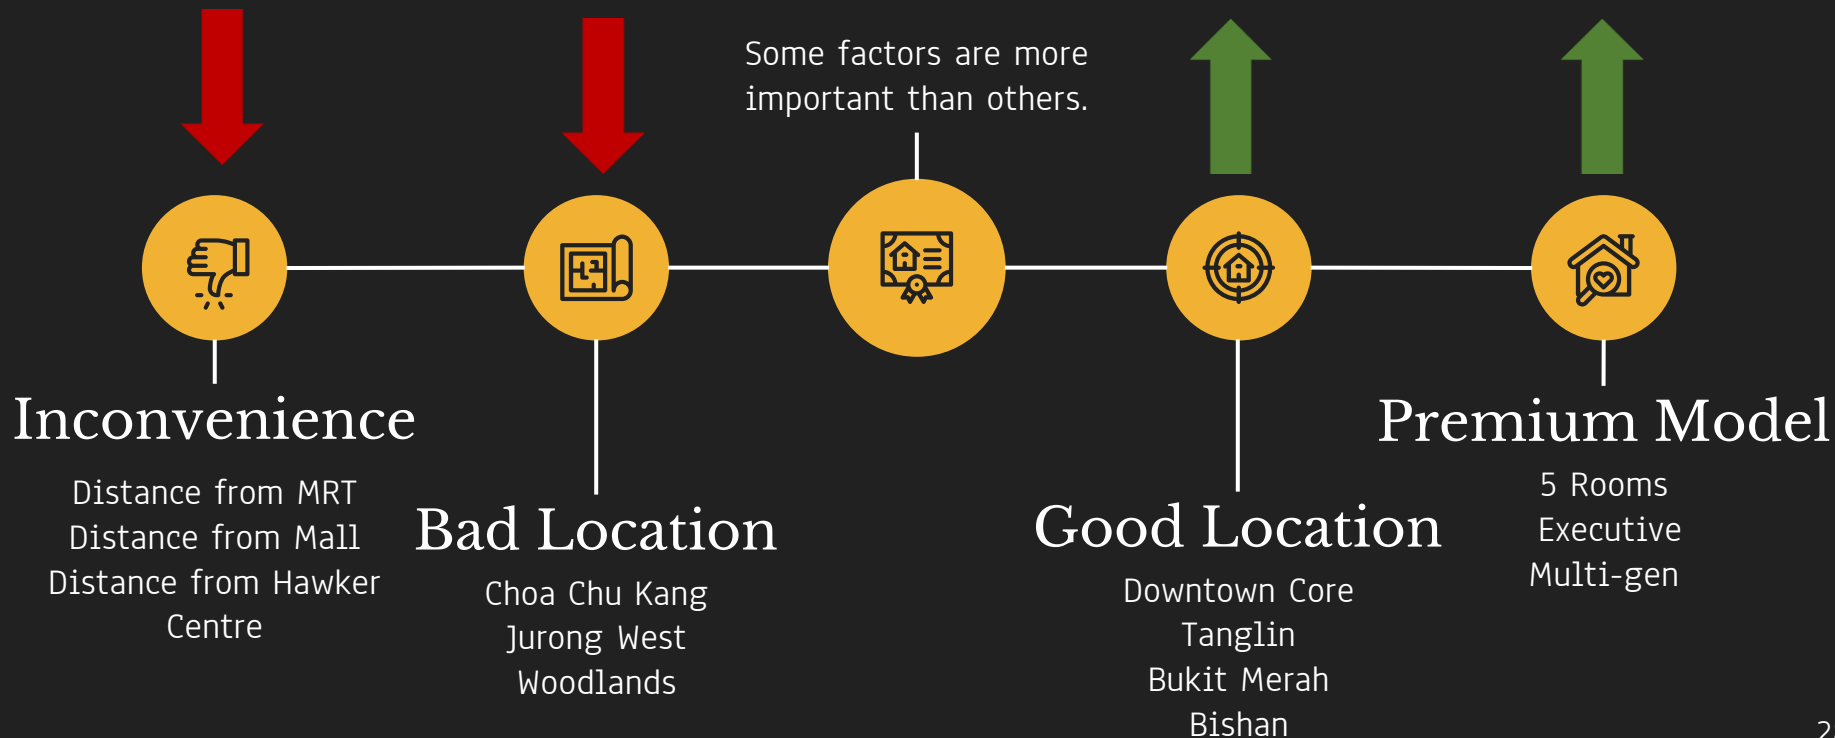 Some factors are more
important than others.
Inconvenience
Distance from MRT
Distance from Mall
Distance from Hawker
Centre
Bad Location
Choa Chu Kang
Jurong West
Woodlands
Good Location
Downtown Core
Tanglin
Bukit Merah
Bishan
Premium Model
5 Rooms
Executive
Multi-gen